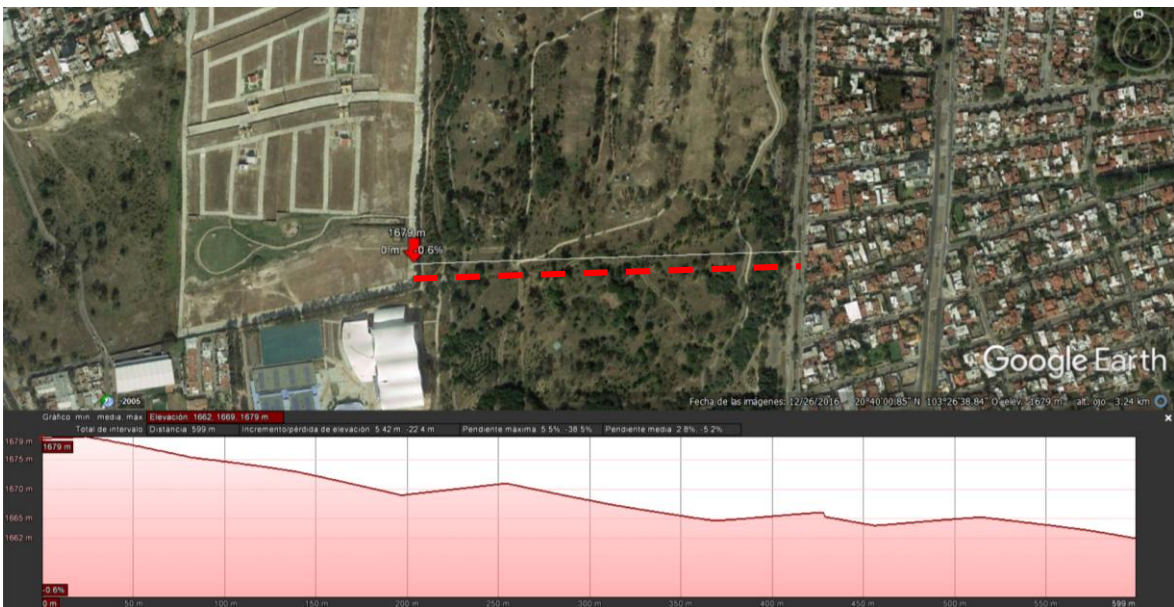 1679 m
0 m -0.6%
Google Earth
2005
Fecha de las imágenes: 12/26/2016 20°40'00.85" N 103°26'38.84" O elev. 1679 m alt. ojo 3.24 km
Gráfico: min., media, máx. Elevación: 1662, 1669, 1679 m
Total de intervalo: Distancia: 599 m Incremento/pérdida de elevación: 5.42 m, -22.4 m Pendiente máxima: 5.5%, -38.5% Pendiente media: 2.8%, -5.2%
1679 m
1679 m
1675 m
1670 m
1665 m
1662 m
-0.6%
0 m 50 m 100 m 150 m 200 m 250 m 300 m 350 m 400 m 450 m 500 m 550 m 599 m